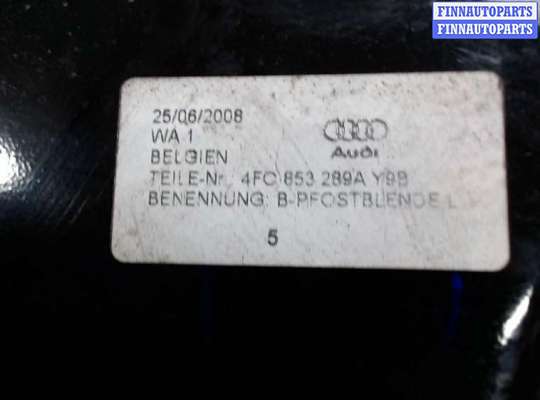 FINNAUTOPARTS
FINNAUTOPARTS
25/06/2008
WA 1
Audi
BELGIEN
TEILE-Nr.: 4FC 853 289A Y9B
BENENNUNG: B-PFOSTBLENDE L
5